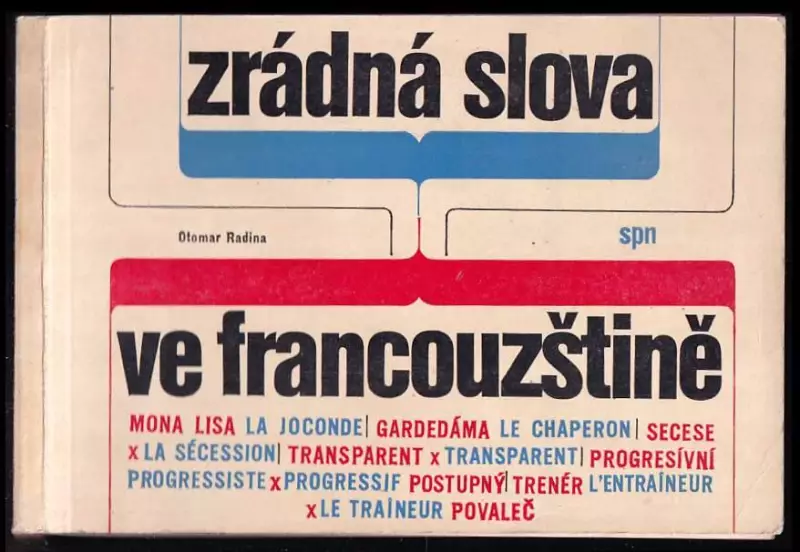 zrádná slova
Otomar Radina
spn
ve francouzštině
MONA LISA LA JOCONDE| GARDEDÁMA LE CHAPERON| SECESE
x LA SÉCESSION| TRANSPARENT x TRANSPARENT| PROGRESÍVNÍ
PROGRESSISTE x PROGRESSIF POSTUPNÝ| TRENÉR L'ENTRAÎNEUR
x LE TRAÎNEUR POVALEČ